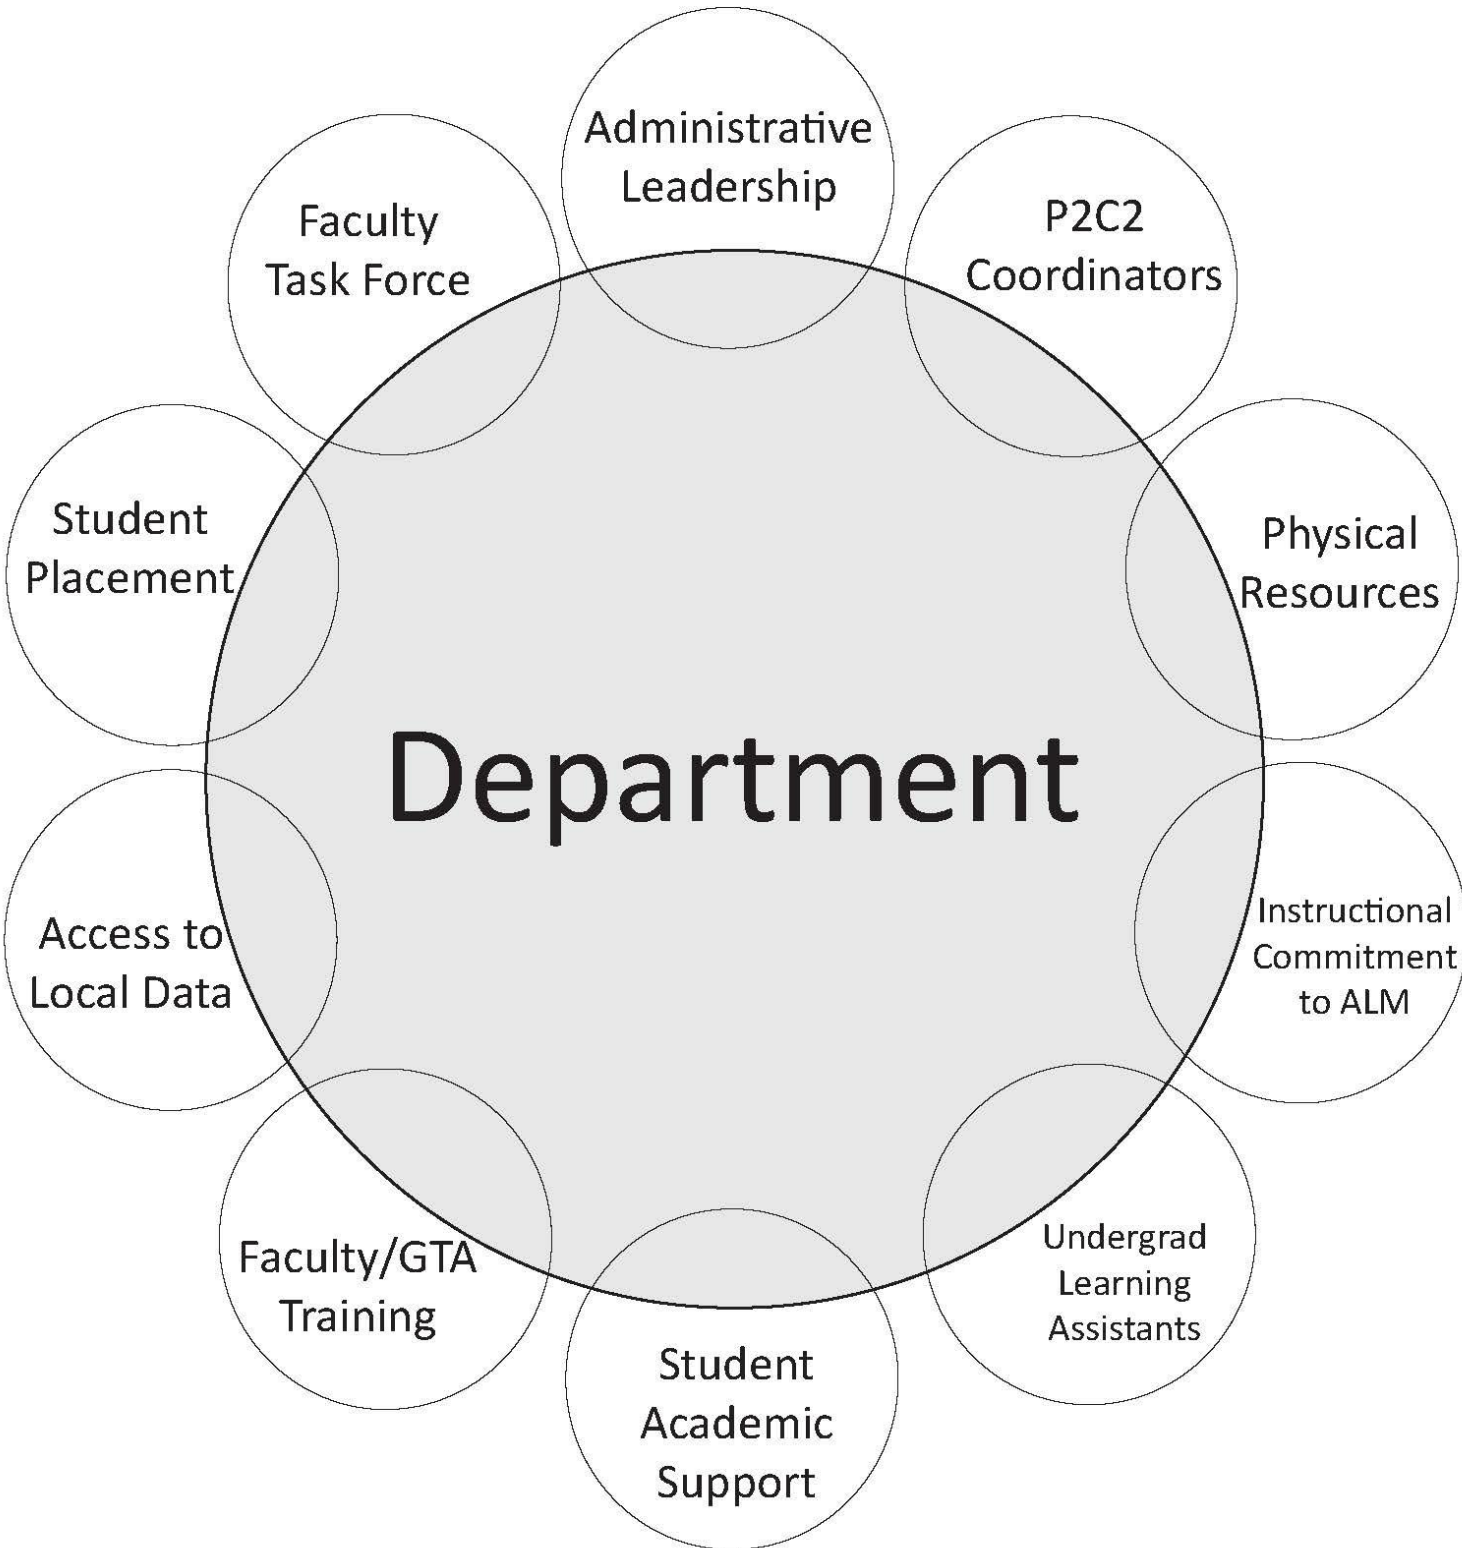 Administrative
Leadership
P2C2
Coordinators
Physical
Resources
Instructional
Commitment
to ALM
Undergrad
Learning
Assistants
Student
Academic
Support
Faculty/GTA
Training
Access to
Local Data
Student
Placement
Faculty
Task Force
Department